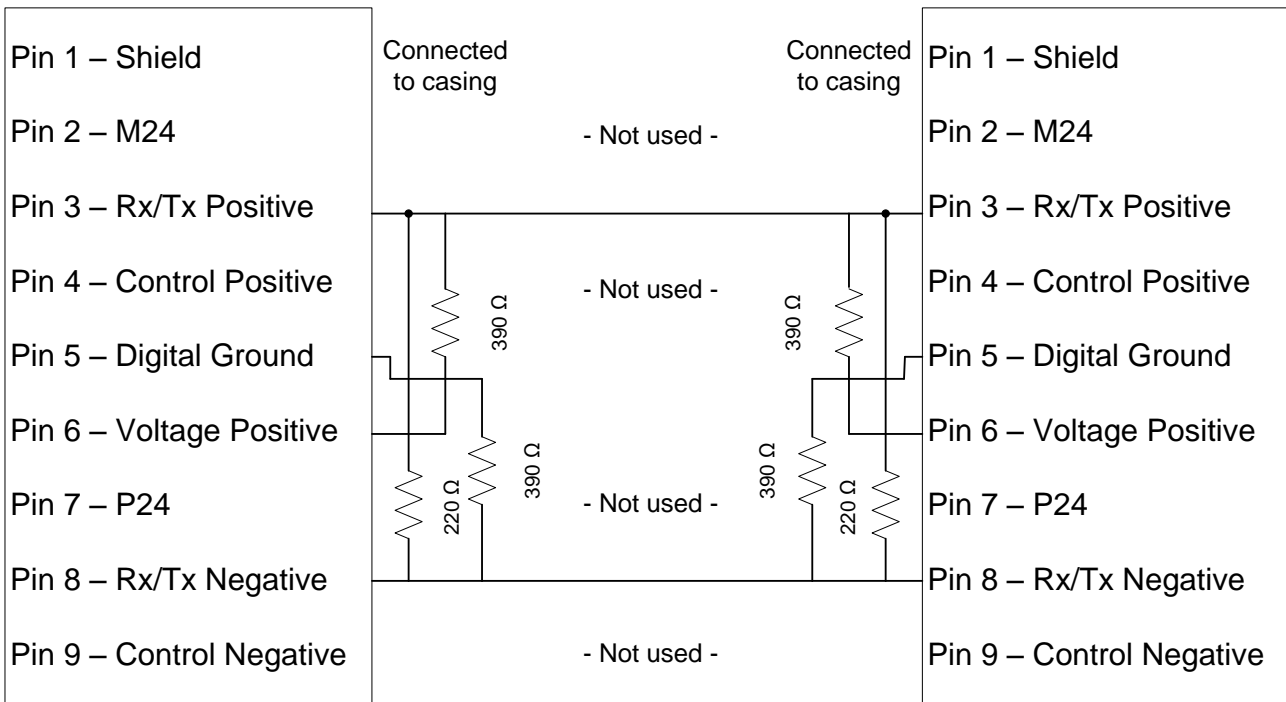 Pin 1 – Shield
Pin 2 – M24
Pin 3 – Rx/Tx Positive
Pin 4 – Control Positive
Pin 5 – Digital Ground
Pin 6 – Voltage Positive
Pin 7 – P24
Pin 8 – Rx/Tx Negative
Pin 9 – Control Negative
Connected
to casing
- Not used -
- Not used -
- Not used -
- Not used -
390 Ω
390 Ω
220 Ω
Connected
to casing
390 Ω
390 Ω
220 Ω
Pin 1 – Shield
Pin 2 – M24
Pin 3 – Rx/Tx Positive
Pin 4 – Control Positive
Pin 5 – Digital Ground
Pin 6 – Voltage Positive
Pin 7 – P24
Pin 8 – Rx/Tx Negative
Pin 9 – Control Negative